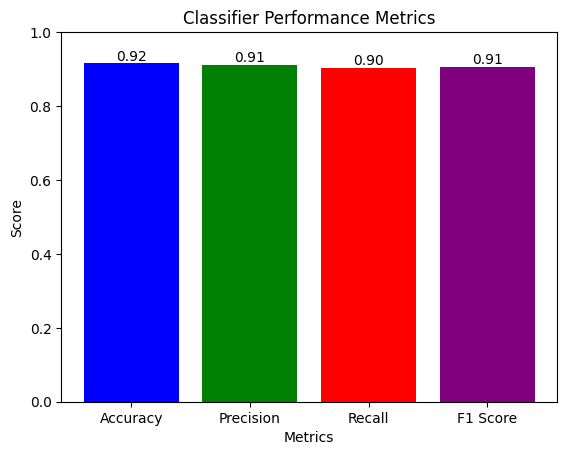 Classifier Performance Metrics
1.0
0.8
0.6
0.4
0.2
0.0
Score
0.92
0.91
0.90
0.91
Accuracy
Precision
Recall
F1 Score
Metrics